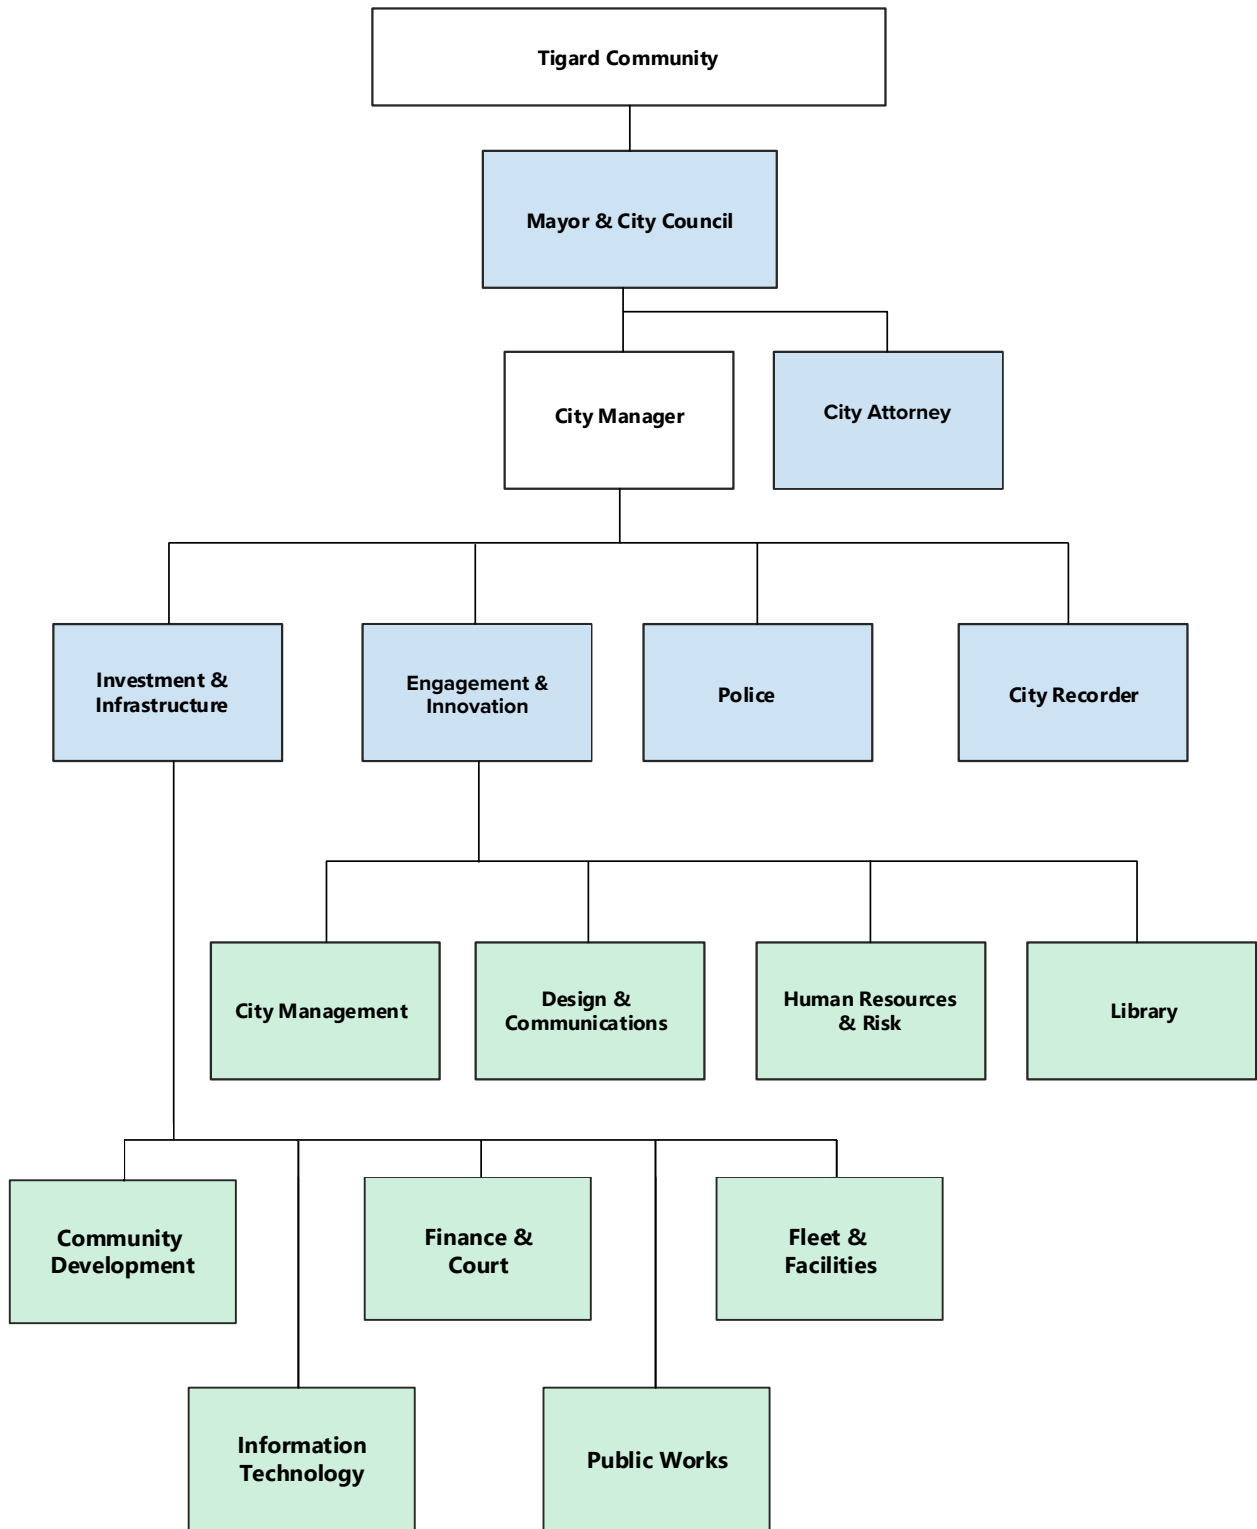 Tigard Community
Mayor & City Council
City Manager
City Attorney
Investment &
Infrastructure
Engagement &
Innovation
Police
City Recorder
City Management
Design &
Communications
Human Resources
& Risk
Library
Community
Development
Finance &
Court
Fleet &
Facilities
Information
Technology
Public Works